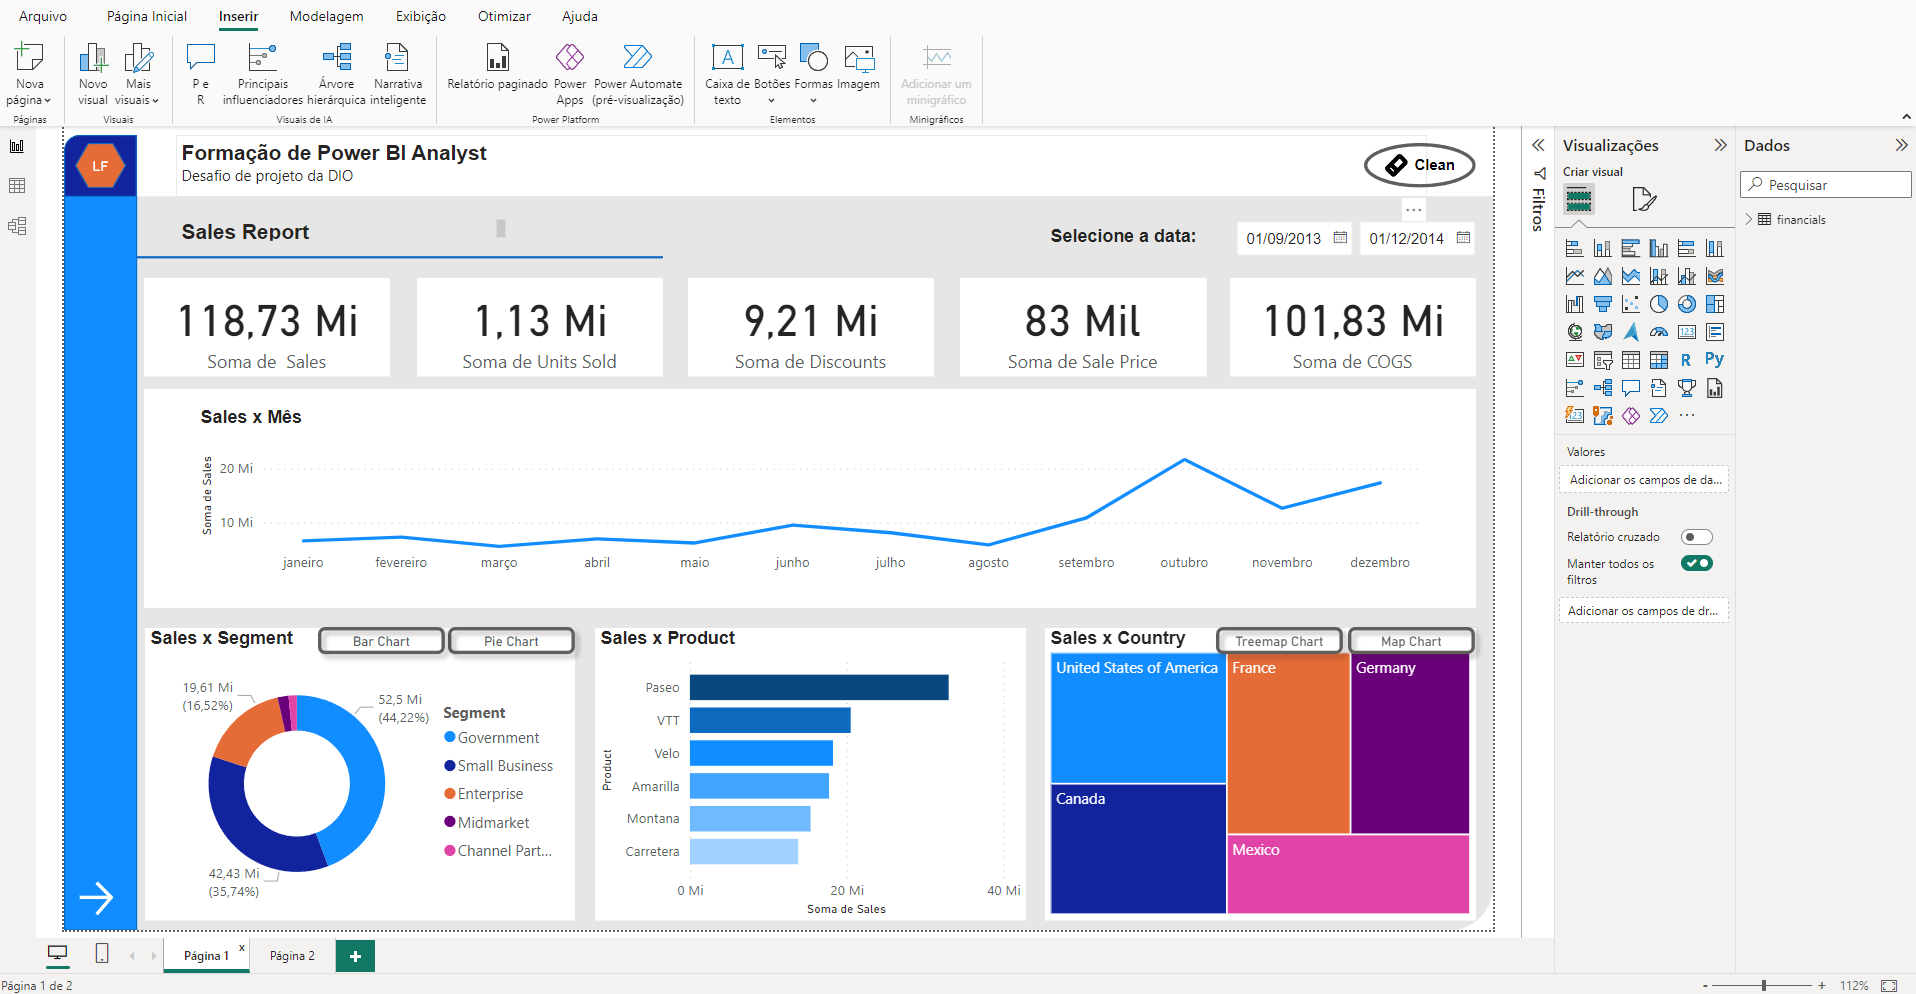 Arquivo
Página Inicial
Inserir
Modelagem
Exibição
Otimizar
Ajuda
Nova
página
Novo
visual
Mais
visuais
P e
R
Principais
influenciadores
Árvore
hierárquica
Narrativa
inteligente
Relatório paginado
Power
Apps
Power Automate
(pré-visualização)
A
Caixa de
texto
Botões
Formas
Imagem
Adicionar um
minigráfico
Páginas
Visuais
Visuais de IA
Power Platform
Elementos
Minigráficos
LF
Formação de Power BI Analyst
Desafio de projeto da DIO
Clean
Sales Report
Selecione a data:
01/09/2013
01/12/2014
118,73 Mi
Soma de  Sales
1,13 Mi
Soma de Units Sold
9,21 Mi
Soma de Discounts
83 Mil
Soma de Sale Price
101,83 Mi
Soma de COGS
Sales x Mês
Soma de Sales
20 Mi
10 Mi
janeiro
fevereiro
março
abril
maio
junho
julho
agosto
setembro
outubro
novembro
dezembro
Sales x Segment
Bar Chart
Pie Chart
19,61 Mi
(16,52%)
52,5 Mi
(44,22%)
42,43 Mi
(35,74%)
Segment
Government
Small Business
Enterprise
Midmarket
Channel Part...
Sales x Product
Product
Paseo
VTT
Velo
Amarilla
Montana
Carretera
0 Mi
20 Mi
40 Mi
Soma de Sales
Sales x Country
Treemap Chart
Map Chart
United States of America
France
Germany
Canada
Mexico
Filtros
Visualizações
Criar visual
123
R
Py
123
Valores
Adicionar os campos de da...
Drill-through
Relatório cruzado
Manter todos os
filtros
Adicionar os campos de dr...
Dados
Pesquisar
financials
Página 1
x
Página 2
+
Página 1 de 2
-
+
112%